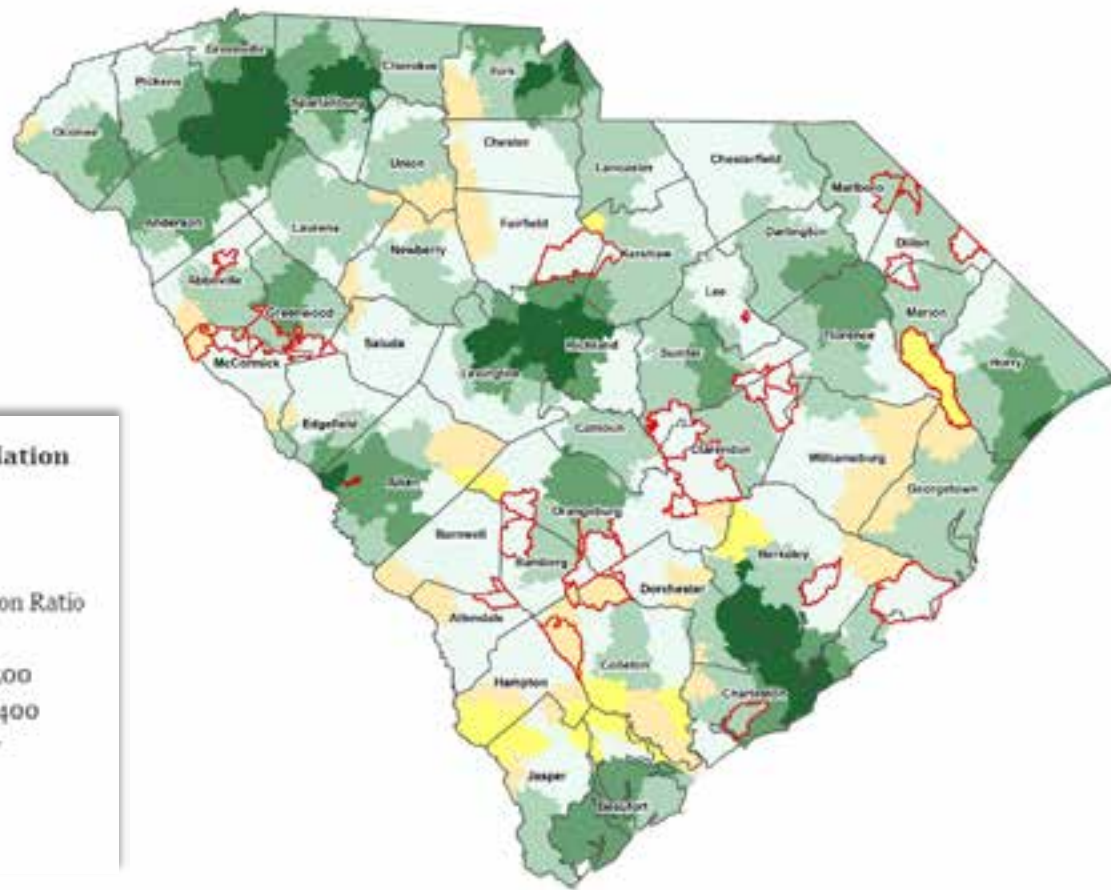 Greenville
Cherokee
York
Pickens
Spartanburg
Oconee
Chester
Union
Lancaster
Chesterfield
Marlboro
Anderson
Laurens
Fairfield
Darlington
Dillon
Newberry
Kershaw
Abbeville
Lee
Greenwood
Marion
Saluda
Richland
Florence
Sumter
Horry
McCormick
Lexington
Edgefield
Calhoun
Clarendon
Williamsburg
lation
Aiken
Georgetown
Orangeburg
Barnwell
Bamberg
Berkeley
Dorchester
on Ratio
Allendale
Colleton
Hampton
Charleston
00
400
Jasper
Beaufort